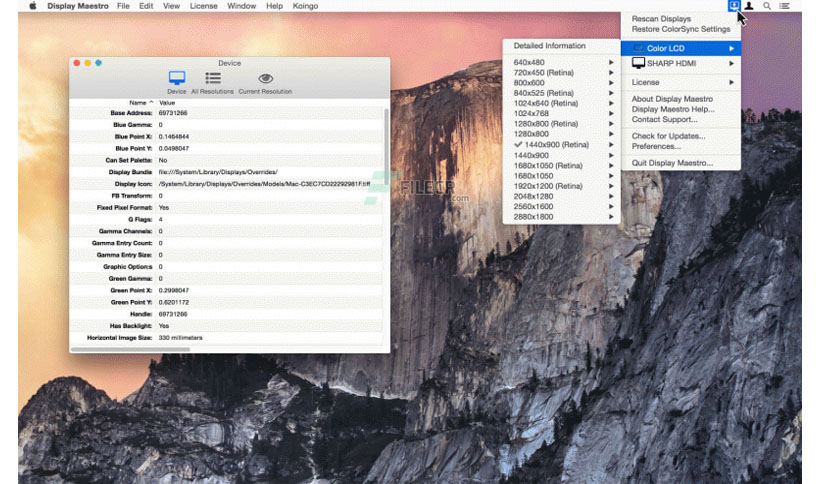 Display Maestro File Edit View License Window Help Koingo
Rescan Displays
Restore ColorSync Settings
Color LCD
SHARP HDMI
License
About Display Maestro
Display Maestro Help...
Contact Support...
Check for Updates...
Preferences...
Quit Display Maestro...
Detailed Information
640x480
720x450 (Retina)
800x600
840x525 (Retina)
1024x640 (Retina)
1024x768
1280x800 (Retina)
1280x800
1440x900 (Retina)
1440x900
1680x1050 (Retina)
1680x1050
1920x1200 (Retina)
2048x1280
2560x1600
2880x1800
Device
Device All Resolutions Current Resolution
Name Value
Base Address: 69731266
Blue Gamma: 0
Blue Point X: 0.1464844
Blue Point Y: 0.0498047
Can Set Palette: No
Display Bundle file:///System/Library/Displays/Overrides/
Display Icon: /System/Library/Displays/Overrides/Models/Mac-C3EC7CD22292981F.tiff
FB Transform: 0
Fixed Pixel Format: Yes
G Flags: 4
Gamma Channels: 0
Gamma Entry Count: 0
Gamma Entry Size: 0
Graphic Options: 0
Green Gamma: 0
Green Point X: 0.2998047
Green Point Y: 0.6201172
Handle: 69731266
Has Backlight: Yes
Horizontal Image Size: 330 millimeters
FILECR
.com